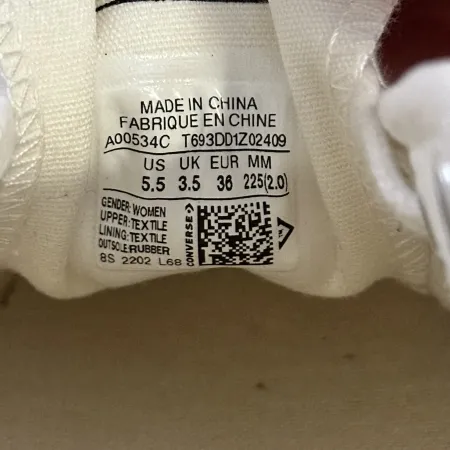 MADE IN CHINA
FABRIQUE EN CHINE
A00534C T693DD1Z02409
US UK EUR MM
5.5 3.5 36 225(2.0)
GENDER: WOMEN
UPPER: TEXTILE
LINING: TEXTILE
OUTSOLE: RUBBER
8S 2202 L68
CONVERSE